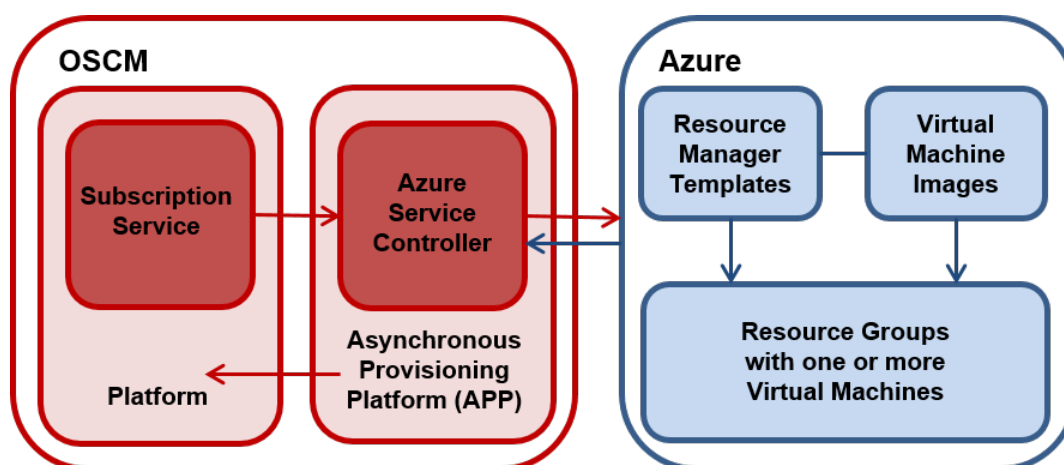 OSCM
Subscription
Service
Platform
Azure
Service
Controller
Asynchronous
Provisioning
Platform (APP)
Azure
Resource
Manager
Templates
Virtual
Machine
Images
Resource Groups
with one or more
Virtual Machines